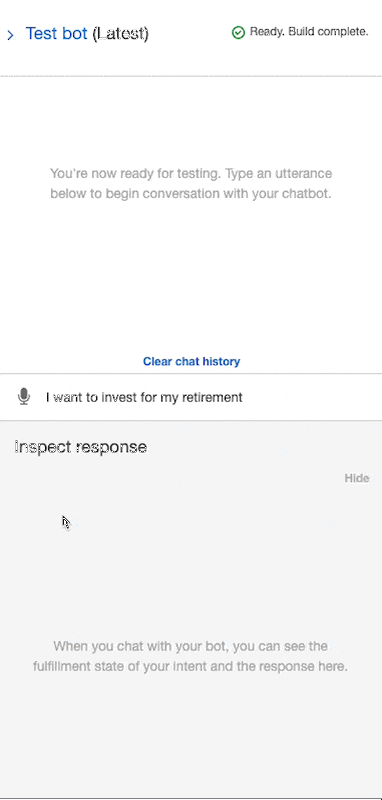 Test bot (Latest)
Ready. Build complete.
You're now ready for testing. Type an utterance
below to begin conversation with your chatbot.
Clear chat history
I want to invest for my retirement
Inspect response
Hide
When you chat with your bot, you can see the
fulfillment state of your intent and the response here.